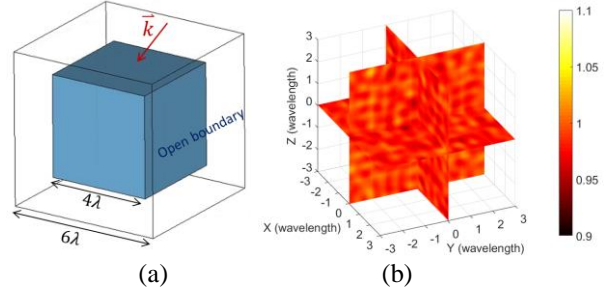 k
Open boundary
4λ
6λ
(a)
3
2
1
0
-1
-2
-3
Z (wavelength)
-3
-2
-1
0
1
2
3
X (wavelength)
-3
-2
-1
0
1
2
3
Y (wavelength)
1.1
1.05
1
0.95
0.9
(b)